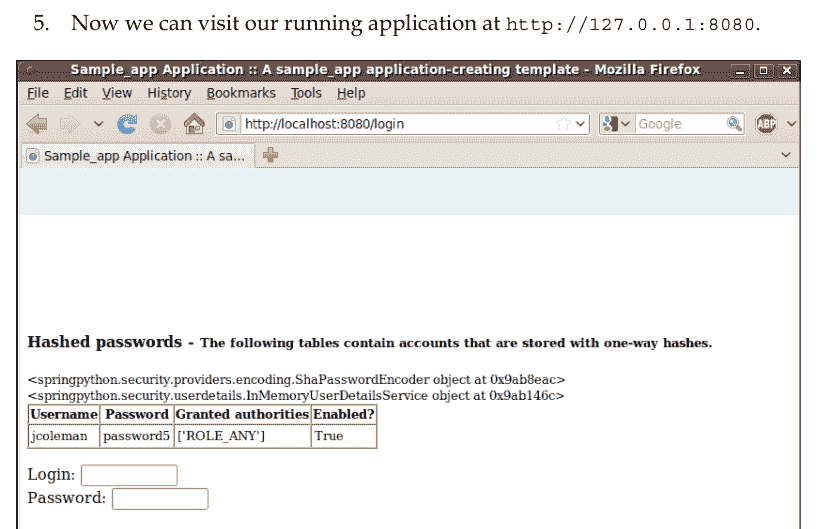 5. Now we can visit our running application at http://127.0.0.1:8080.
Sample_app Application :: A sample_app application-creating template - Mozilla Firefox
File Edit View History Bookmarks Tools Help
http://localhost:8080/login Google ABP
Sample_app Application :: A sa...
Hashed passwords - The following tables contain accounts that are stored with one-way hashes.
<springpython.security.providers.encoding.ShaPasswordEncoder object at 0x9ab8eac>
<springpython.security.userdetails.InMemoryUserDetailsService object at 0x9ab146c>
Username Password Granted authorities Enabled?
jcoleman password5 ['ROLE_ANY'] True
Login:
Password: